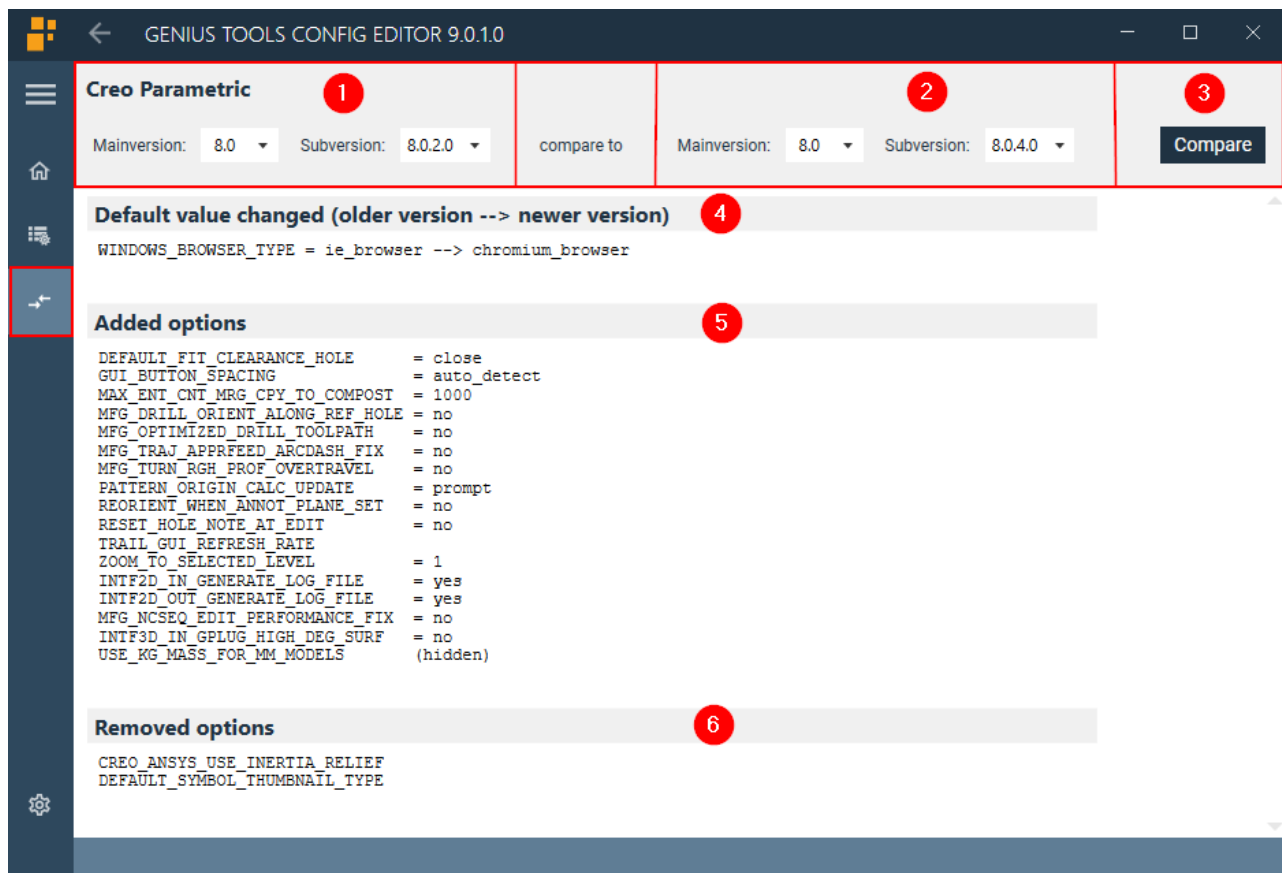 GENIUS TOOLS CONFIG EDITOR 9.0.1.0
Creo Parametric 1 2 3
Mainversion: 8.0 Subversion: 8.0.2.0 compare to Mainversion: 8.0 Subversion: 8.0.4.0 Compare
Default value changed (older version --> newer version) 4
WINDOWS_BROWSER_TYPE = ie_browser --> chromium_browser
Added options 5
DEFAULT_FIT_CLEARANCE_HOLE = close
GUI_BUTTON_SPACING = auto_detect
MAX_ENT_CNT_MRG_CPY_TO_COMPOST = 1000
MFG_DRILL_ORIENT_ALONG_REF_HOLE = no
MFG_OPTIMIZED_DRILL_TOOLPATH = no
MFG_TRAJ_APPRFEED_ARCDASH_FIX = no
MFG_TURN_RGH_PROF_OVERTRAVEL = no
PATTERN_ORIGIN_CALC_UPDATE = prompt
REORIENT_WHEN_ANNOT_PLANE_SET = no
RESET_HOLE_NOTE_AT_EDIT = no
TRAIL_GUI_REFRESH_RATE
ZOOM_TO_SELECTED_LEVEL = 1
INTF2D_IN_GENERATE_LOG_FILE = yes
INTF2D_OUT_GENERATE_LOG_FILE = yes
MFG_NCSEQ_EDIT_PERFORMANCE_FIX = no
INTF3D_IN_GPLUG_HIGH_DEG_SURF = no
USE_KG_MASS_FOR_MM_MODELS (hidden)
Removed options 6
CREO_ANSYS_USE_INERTIA_RELIEF
DEFAULT_SYMBOL_THUMBNAIL_TYPE